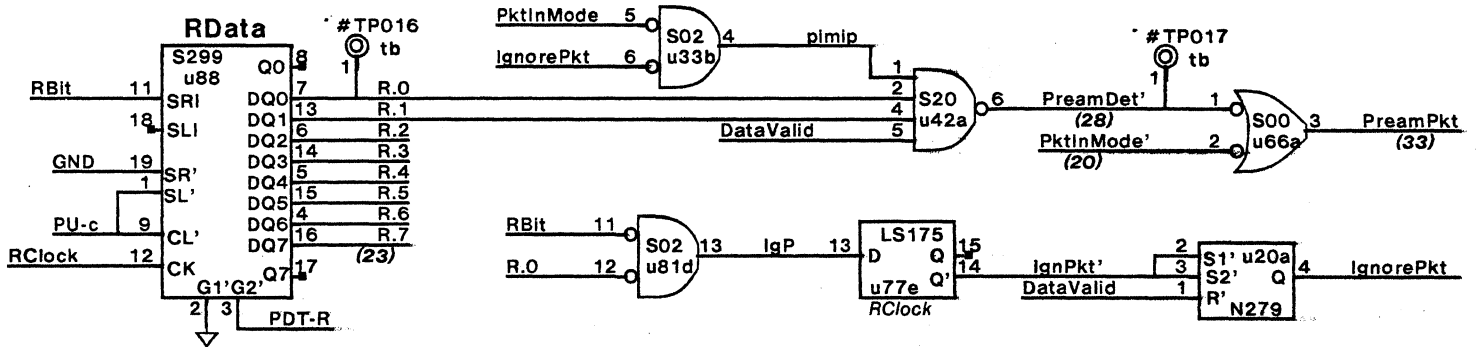 RData
S299
u88
#TP016
tb
1
RBit 11 SRI
18 SLI
GND 19 SR'
1 SL'
PU-c 9 CL'
RClock 12 CK
G1' G2'
2 3
PDT-R
Q0 8
DQ0 7 R.0
DQ1 13 R.1
DQ2 6 R.2
DQ3 14 R.3
DQ4 5 R.4
DQ5 15 R.5
DQ6 4 R.6
DQ7 16 R.7
(23)
Q7 17
PktInMode 5
IgnorePkt 6
S02
u33b
4 pimip
1
2
4
DataValid 5
S20
u42a
6 PreamDet'
(28)
#TP017
tb
1
1
PktInMode' 2
(20)
S00
u66a
3 PreamPkt
(33)
RBit 11
R.0 12
S02
u81d
13 IgP 13
LS175
D Q 15
Q' 14
u77e
RClock
IgnPkt'
DataValid
2 S1'
3 S2'
1 R'
u20a
Q 4
N279
IgnorePkt